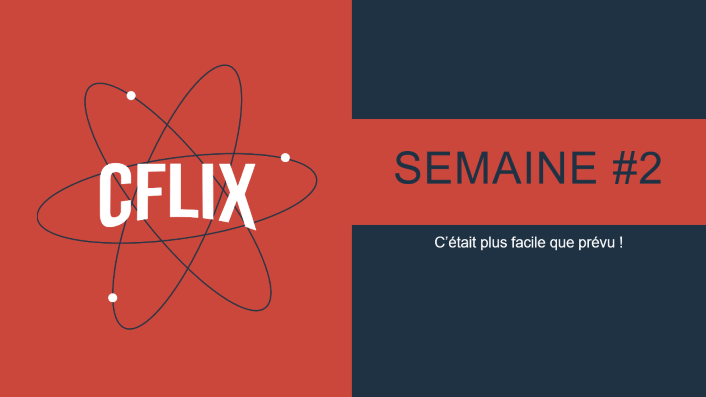 CFLIX
SEMAINE #2
C’était plus facile que prévu !